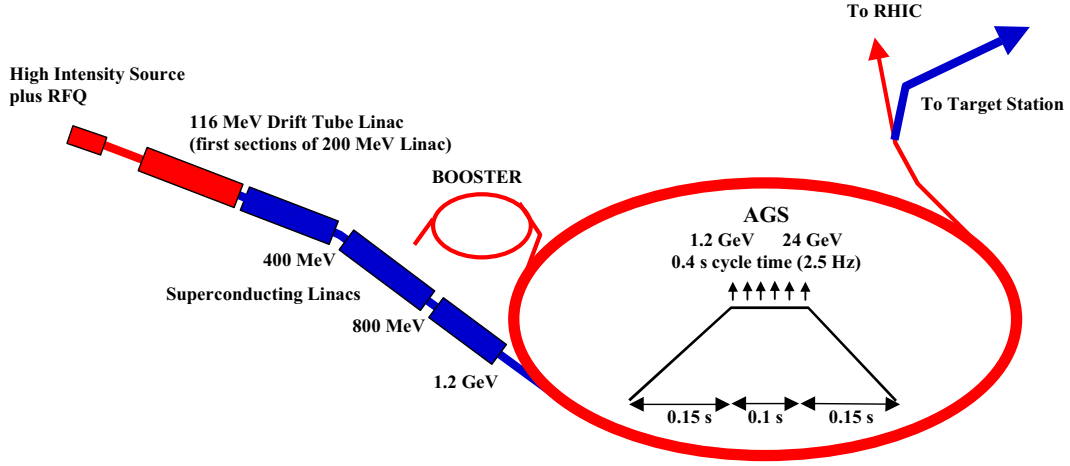 To RHIC
High Intensity Source
plus RFQ
To Target Station
116 MeV Drift Tube Linac
(first sections of 200 MeV Linac)
BOOSTER
AGS
1.2 GeV 24 GeV
0.4 s cycle time (2.5 Hz)
400 MeV
Superconducting Linacs
800 MeV
1.2 GeV
0.15 s 0.1 s 0.15 s